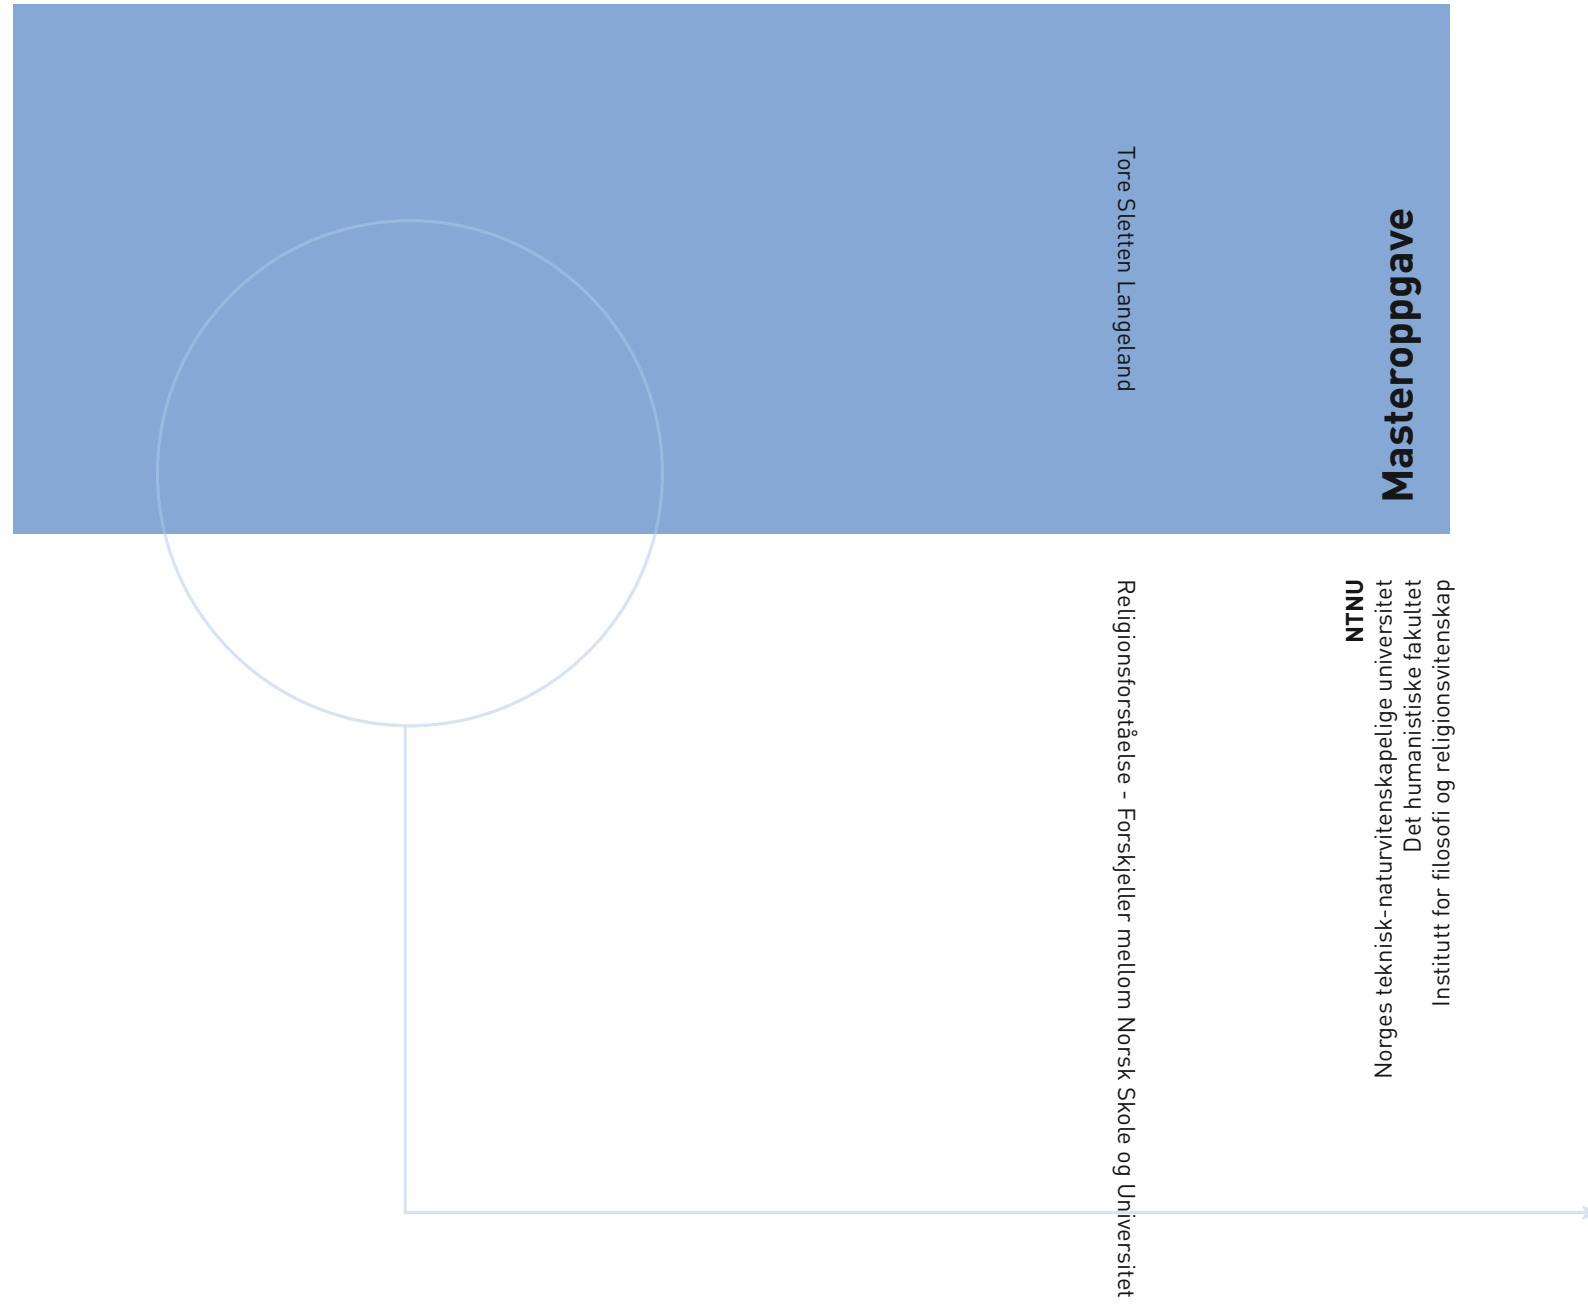 Masteroppgave
NTNU
Norges teknisk-naturvitenskapelige universitet
Det humanistiske fakultet
Institutt for filosofi og religionsvitenskap
Tore Sletten Langeland
Religionsforståelse - Forskjeller mellom Norsk Skole og Universitet